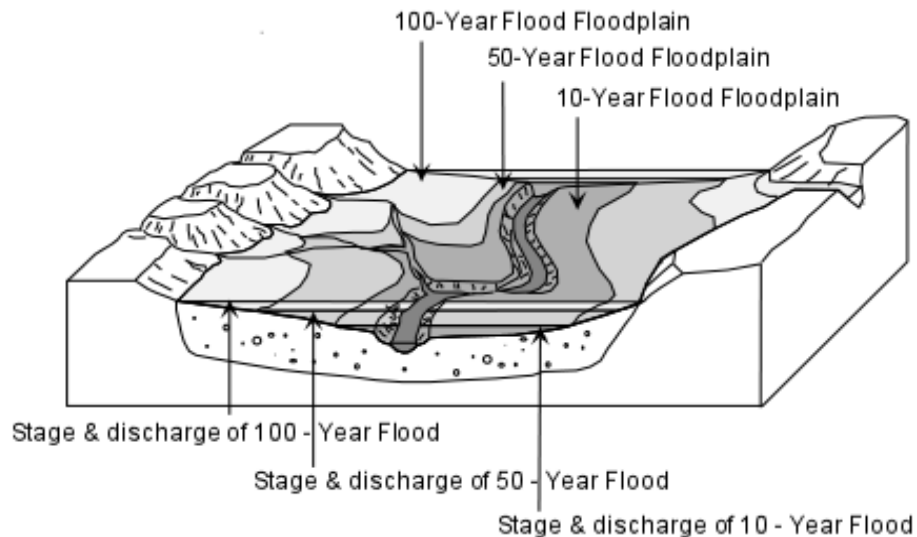 100-Year Flood Floodplain
50-Year Flood Floodplain
10-Year Flood Floodplain
Stage & discharge of 100 - Year Flood
Stage & discharge of 50 - Year Flood
Stage & discharge of 10 - Year Flood